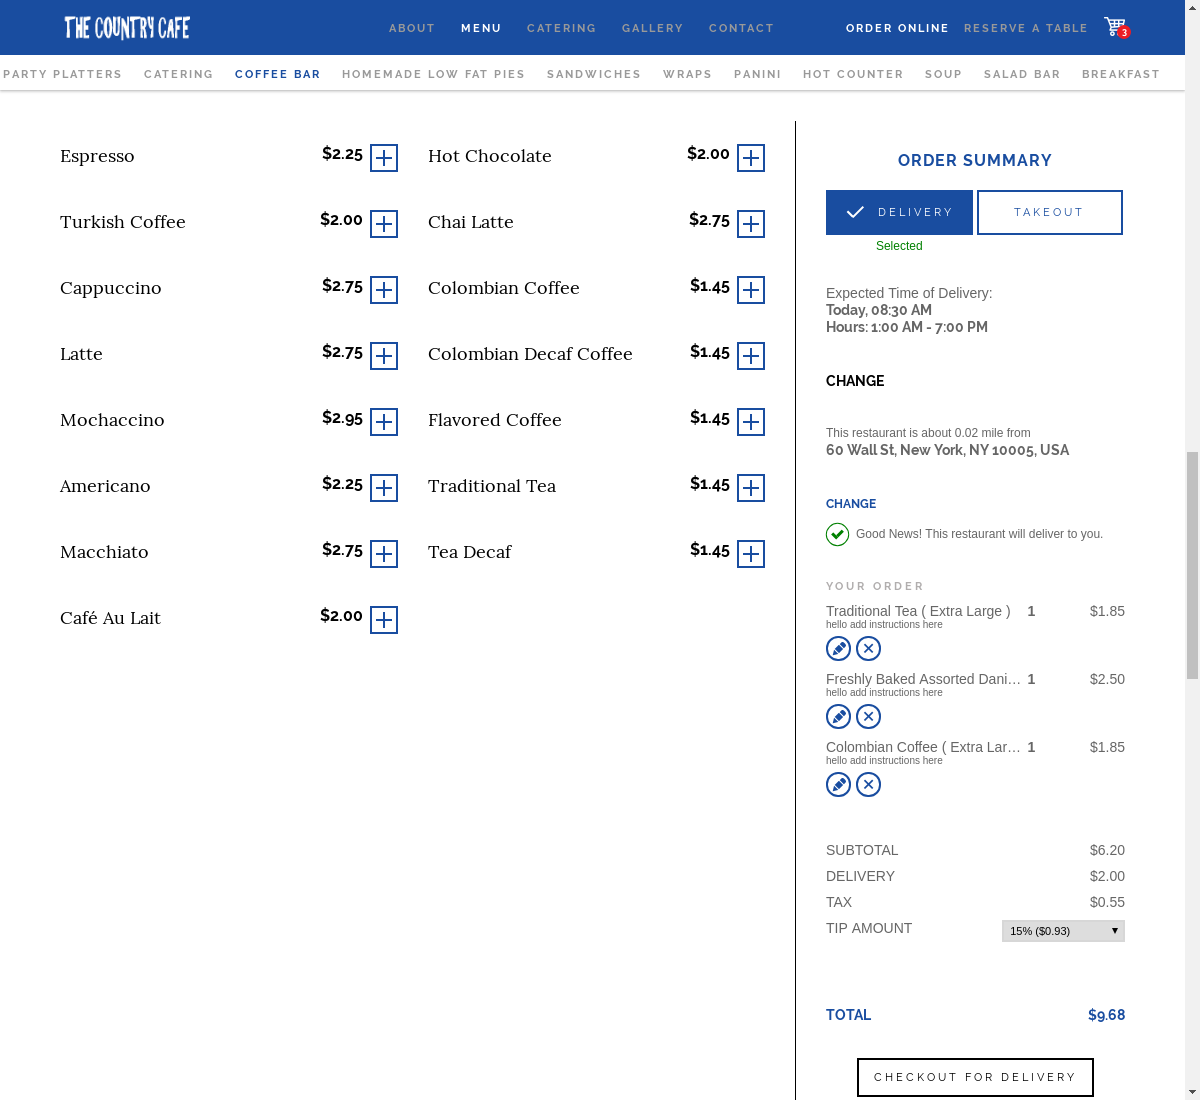 THE COUNTRY CAFE
ABOUT MENU CATERING GALLERY CONTACT ORDER ONLINE RESERVE A TABLE 3
PARTY PLATTERS CATERING COFFEE BAR HOMEMADE LOW FAT PIES SANDWICHES WRAPS PANINI HOT COUNTER SOUP SALAD BAR BREAKFAST
Espresso $2.25
Turkish Coffee $2.00
Cappuccino $2.75
Latte $2.75
Mochaccino $2.95
Americano $2.25
Macchiato $2.75
Café Au Lait $2.00
Hot Chocolate $2.00
Chai Latte $2.75
Colombian Coffee $1.45
Colombian Decaf Coffee $1.45
Flavored Coffee $1.45
Traditional Tea $1.45
Tea Decaf $1.45
ORDER SUMMARY
DELIVERY TAKEOUT
Selected
Expected Time of Delivery:
Today, 08:30 AM
Hours: 1:00 AM - 7:00 PM
CHANGE
This restaurant is about 0.02 mile from
60 Wall St, New York, NY 10005, USA
CHANGE
Good News! This restaurant will deliver to you.
YOUR ORDER
Traditional Tea ( Extra Large ) 1 $1.85
hello add instructions here
Freshly Baked Assorted Dani... 1 $2.50
hello add instructions here
Colombian Coffee ( Extra Lar... 1 $1.85
hello add instructions here
SUBTOTAL $6.20
DELIVERY $2.00
TAX $0.55
TIP AMOUNT 15% ($0.93)
TOTAL $9.68
CHECKOUT FOR DELIVERY